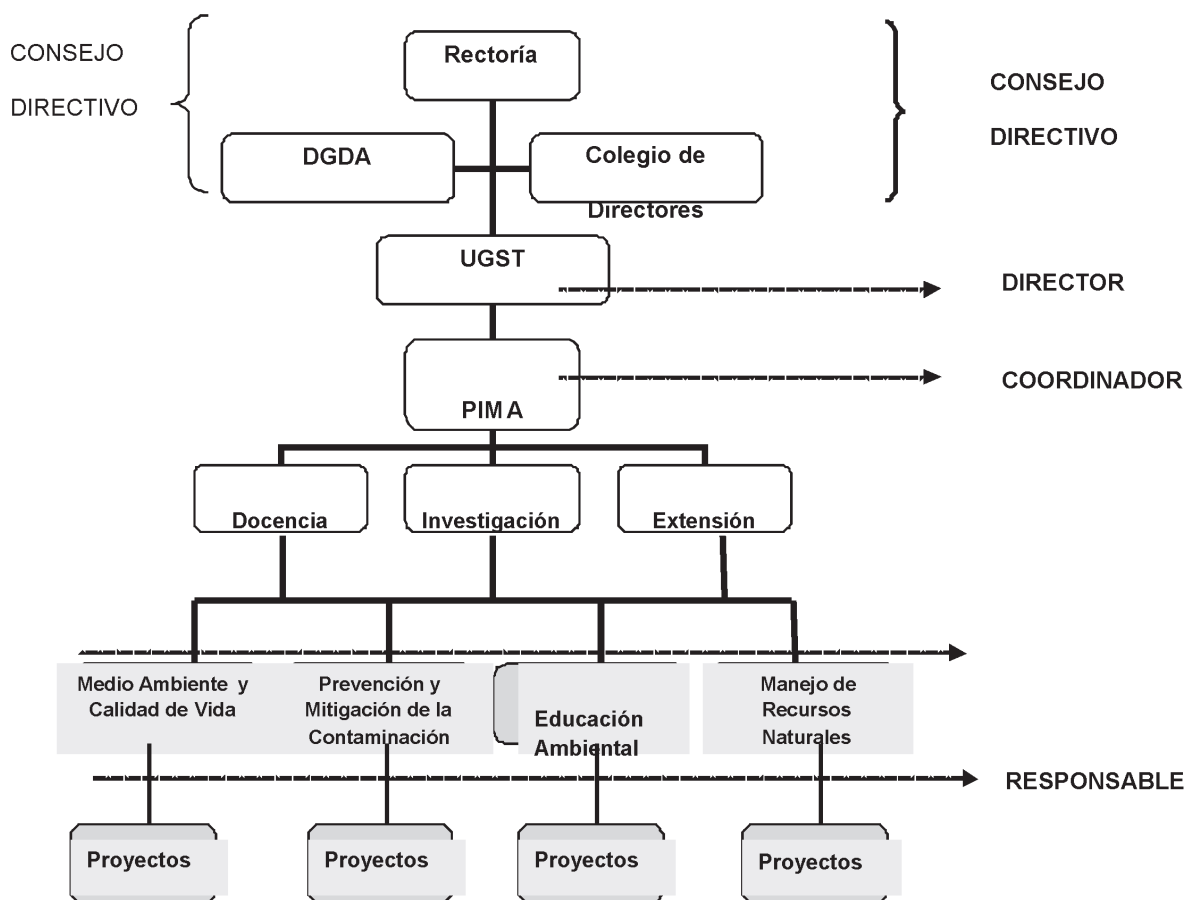 CONSEJO
DIRECTIVO
Rectoría
CONSEJO
DIRECTIVO
DGDA
Colegio de
Directores
UGST
DIRECTOR
PIMA
COORDINADOR
Docencia
Investigación
Extensión
Medio Ambiente y
Calidad de Vida
Prevención y
Mitigación de la
Contaminación
Educación
Ambiental
Manejo de
Recursos
Naturales
RESPONSABLE
Proyectos
Proyectos
Proyectos
Proyectos